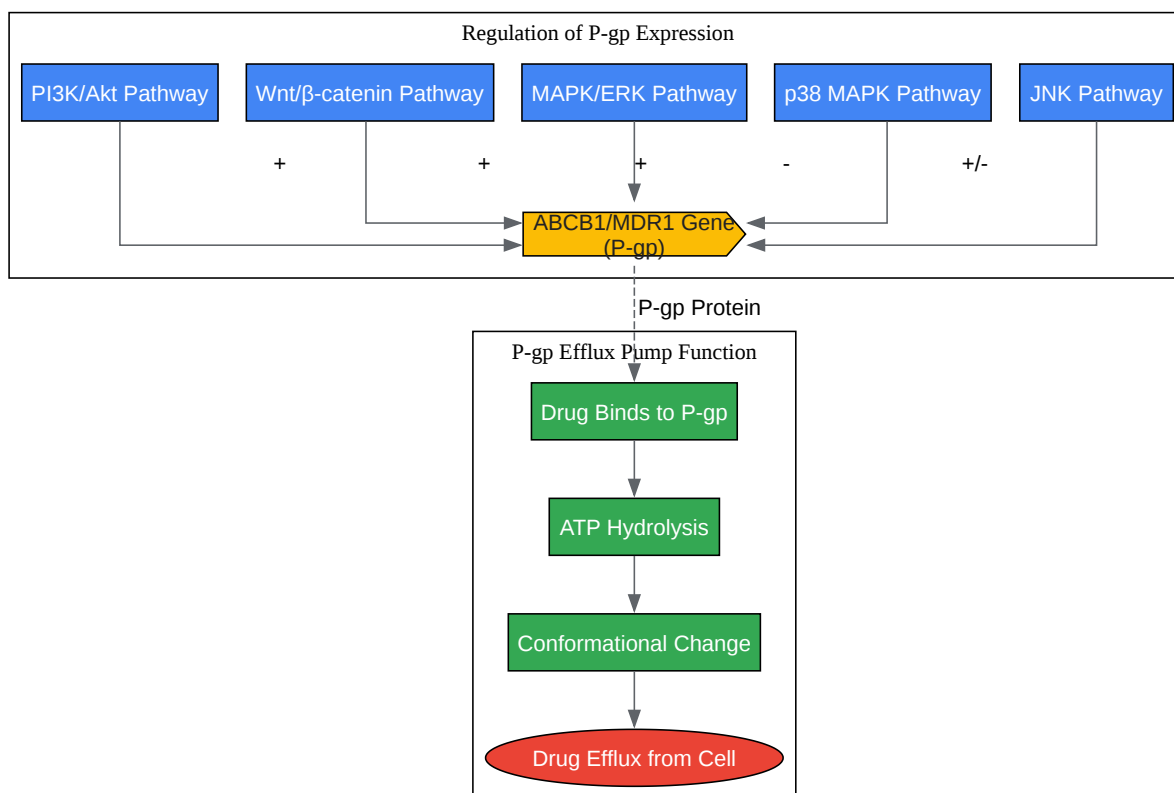 Regulation of P-gp Expression
PI3K/Akt Pathway
Wnt/β-catenin Pathway
MAPK/ERK Pathway
p38 MAPK Pathway
JNK Pathway
+
+
+
-
+/-
ABCB1/MDR1 Gene
(P-gp)
P-gp Protein
P-gp Efflux Pump Function
Drug Binds to P-gp
ATP Hydrolysis
Conformational Change
Drug Efflux from Cell